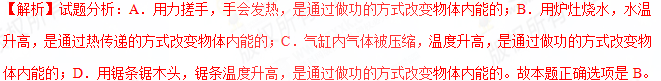 【解析】试题分析：A．用力搓手，手会发热，是通过做功的方式改变物体内能的；B．用炉灶烧水，水温
升高，是通过热传递的方式改变物体内能的；C．气缸内气体被压缩，温度升高，是通过做功的方式改变物
体内能的；D．用锯条锯木头，锯条温度升高，是通过做功的方式改变物体内能的。故本题正确选项是 B。